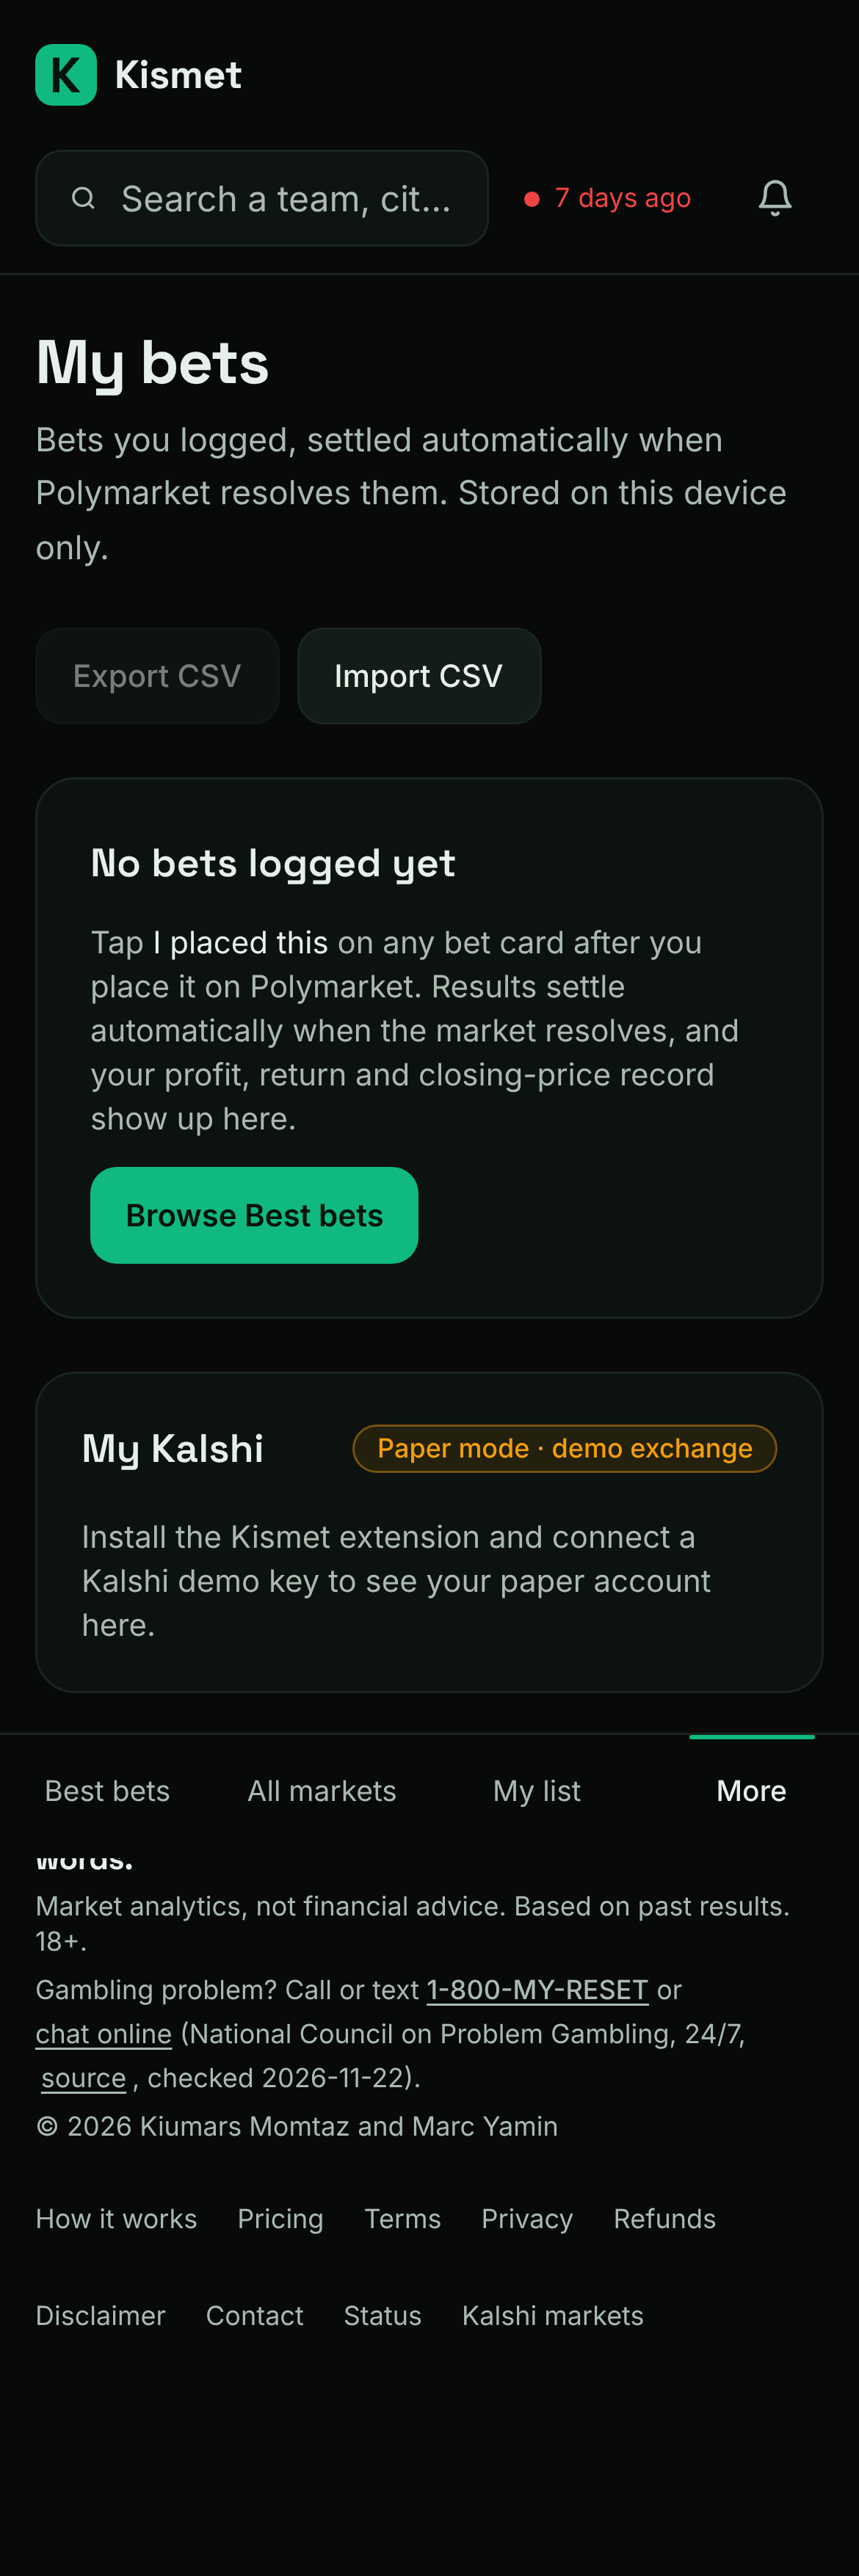 K Kismet
Search a team, cit...
7 days ago
My bets
Bets you logged, settled automatically when
Polymarket resolves them. Stored on this device
only.
Export CSV
Import CSV
No bets logged yet
Tap I placed this on any bet card after you
place it on Polymarket. Results settle
automatically when the market resolves, and
your profit, return and closing-price record
show up here.
Browse Best bets
My Kalshi
Paper mode · demo exchange
Install the Kismet extension and connect a
Kalshi demo key to see your paper account
here.
Best bets
All markets
My list
More
words.
Market analytics, not financial advice. Based on past results.
18+.
Gambling problem? Call or text 1-800-MY-RESET or
chat online (National Council on Problem Gambling, 24/7,
source , checked 2026-11-22).
© 2026 Kiumars Momtaz and Marc Yamin
How it works Pricing Terms Privacy Refunds
Disclaimer Contact Status Kalshi markets